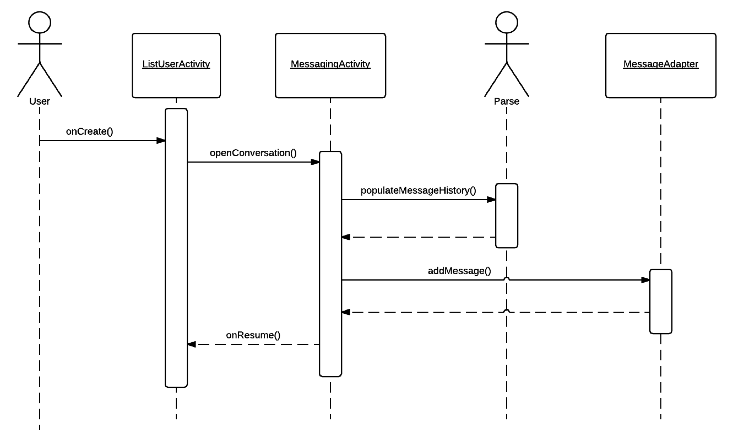 ListUserActivity
MessagingActivity
MessageAdapter
User
Parse
onCreate()
openConversation()
populateMessageHistory()
addMessage()
onResume()